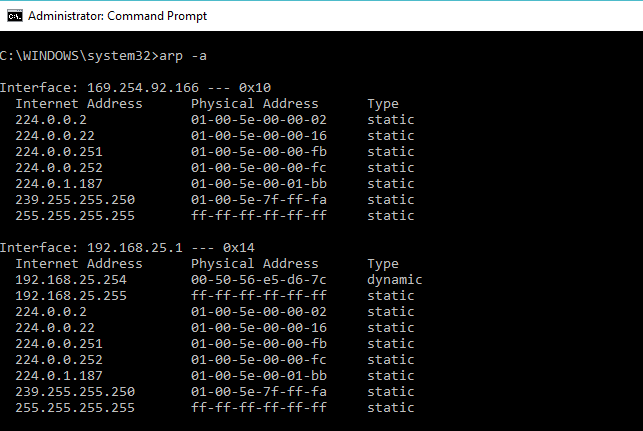 Administrator: Command Prompt
C:\WINDOWS\system32>arp -a
Interface: 169.254.92.166 --- 0x10
Internet Address Physical Address Type
224.0.0.2 01-00-5e-00-00-02 static
224.0.0.22 01-00-5e-00-00-16 static
224.0.0.251 01-00-5e-00-00-fb static
224.0.0.252 01-00-5e-00-00-fc static
224.0.1.187 01-00-5e-00-01-bb static
239.255.255.250 01-00-5e-7f-ff-fa static
255.255.255.255 ff-ff-ff-ff-ff-ff static
Interface: 192.168.25.1 --- 0x14
Internet Address Physical Address Type
192.168.25.254 00-50-56-e5-d6-7c dynamic
192.168.25.255 ff-ff-ff-ff-ff-ff static
224.0.0.2 01-00-5e-00-00-02 static
224.0.0.22 01-00-5e-00-00-16 static
224.0.0.251 01-00-5e-00-00-fb static
224.0.0.252 01-00-5e-00-00-fc static
224.0.1.187 01-00-5e-00-01-bb static
239.255.255.250 01-00-5e-7f-ff-fa static
255.255.255.255 ff-ff-ff-ff-ff-ff static